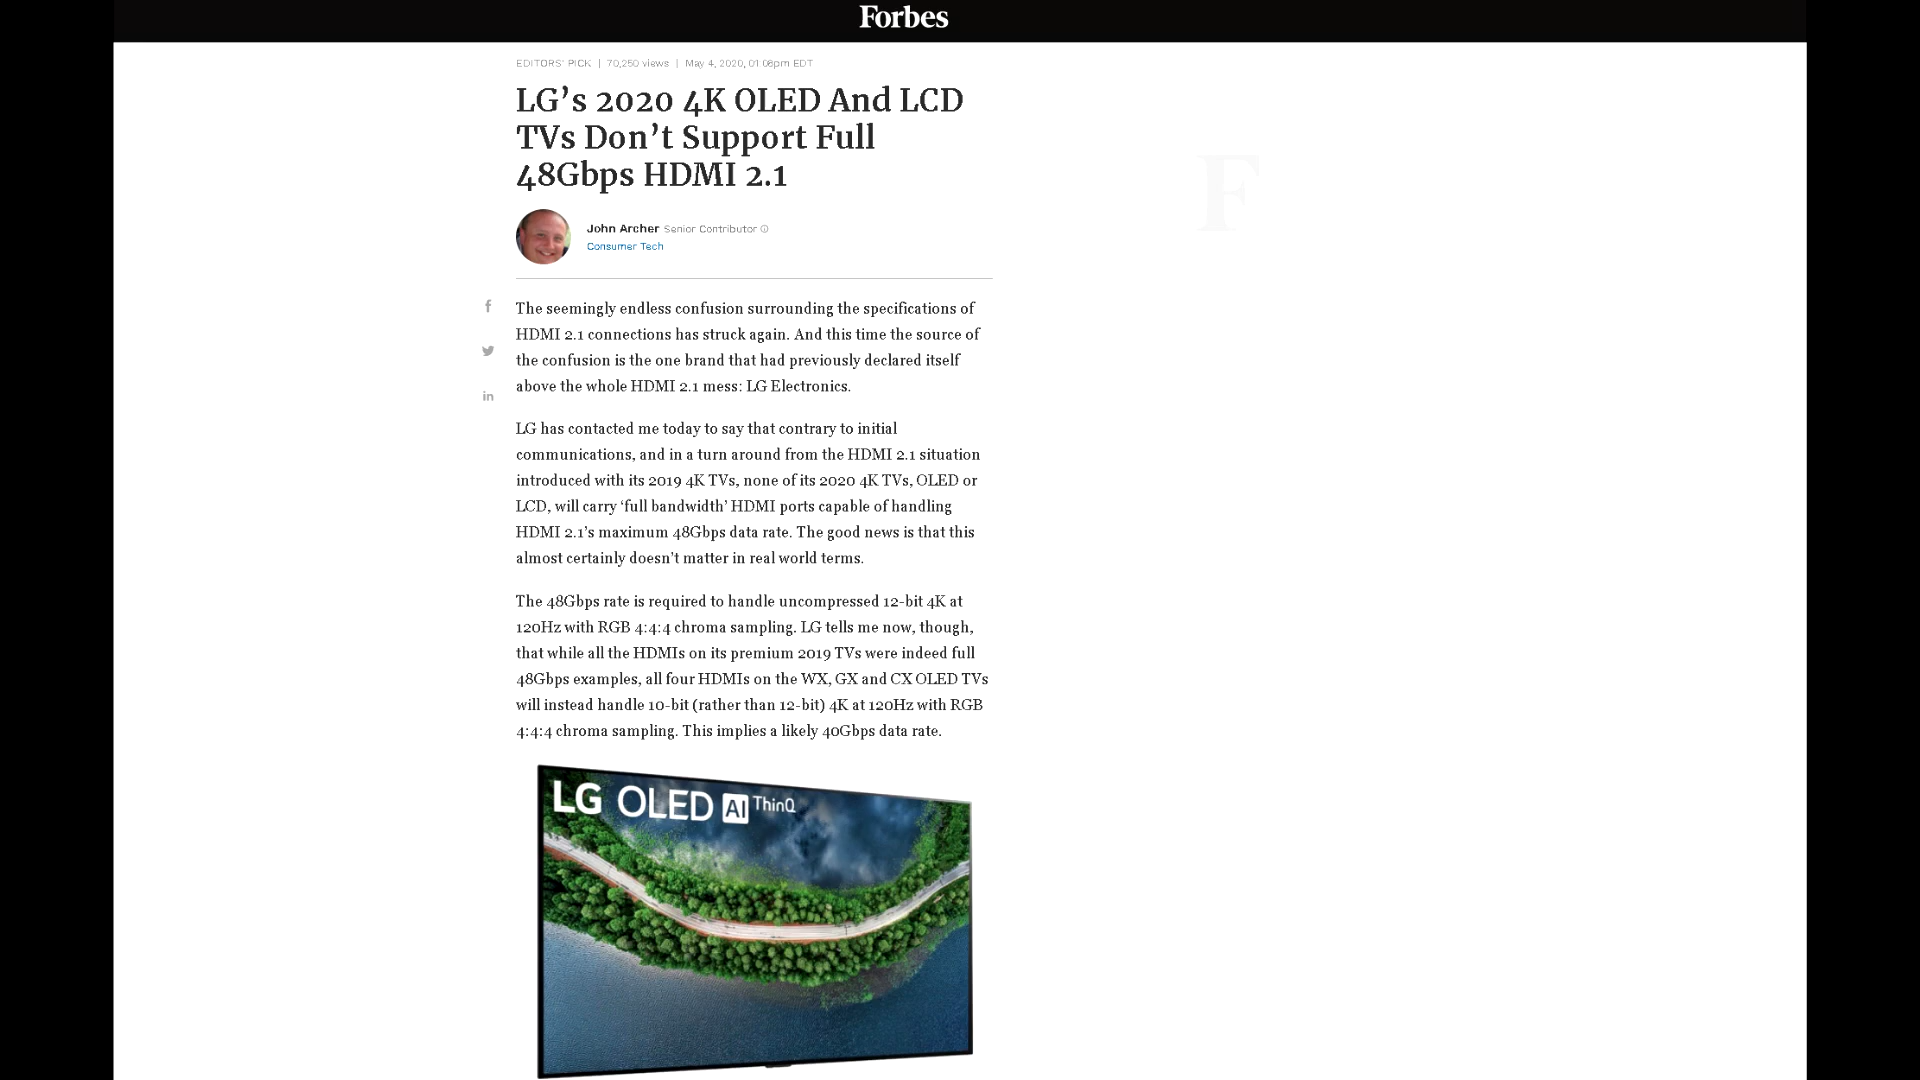 Forbes
EDITORS' PICK | 70,250 views | May 4, 2020, 01:08pm EDT
LG's 2020 4K OLED And LCD
TVs Don't Support Full
48Gbps HDMI 2.1
John Archer Senior Contributor
Consumer Tech
The seemingly endless confusion surrounding the specifications of
HDMI 2.1 connections has struck again. And this time the source of
the confusion is the one brand that had previously declared itself
above the whole HDMI 2.1 mess: LG Electronics.
LG has contacted me today to say that contrary to initial
communications, and in a turn around from the HDMI 2.1 situation
introduced with its 2019 4K TVs, none of its 2020 4K TVs, OLED or
LCD, will carry 'full bandwidth' HDMI ports capable of handling
HDMI 2.1's maximum 48Gbps data rate. The good news is that this
almost certainly doesn't matter in real world terms.
The 48Gbps rate is required to handle uncompressed 12-bit 4K at
120Hz with RGB 4:4:4 chroma sampling. LG tells me now, though,
that while all the HDMIs on its premium 2019 TVs were indeed full
48Gbps examples, all four HDMIs on the WX, GX and CX OLED TVs
will instead handle 10-bit (rather than 12-bit) 4K at 120Hz with RGB
4:4:4 chroma sampling. This implies a likely 40Gbps data rate.
LG OLED AI ThinQ